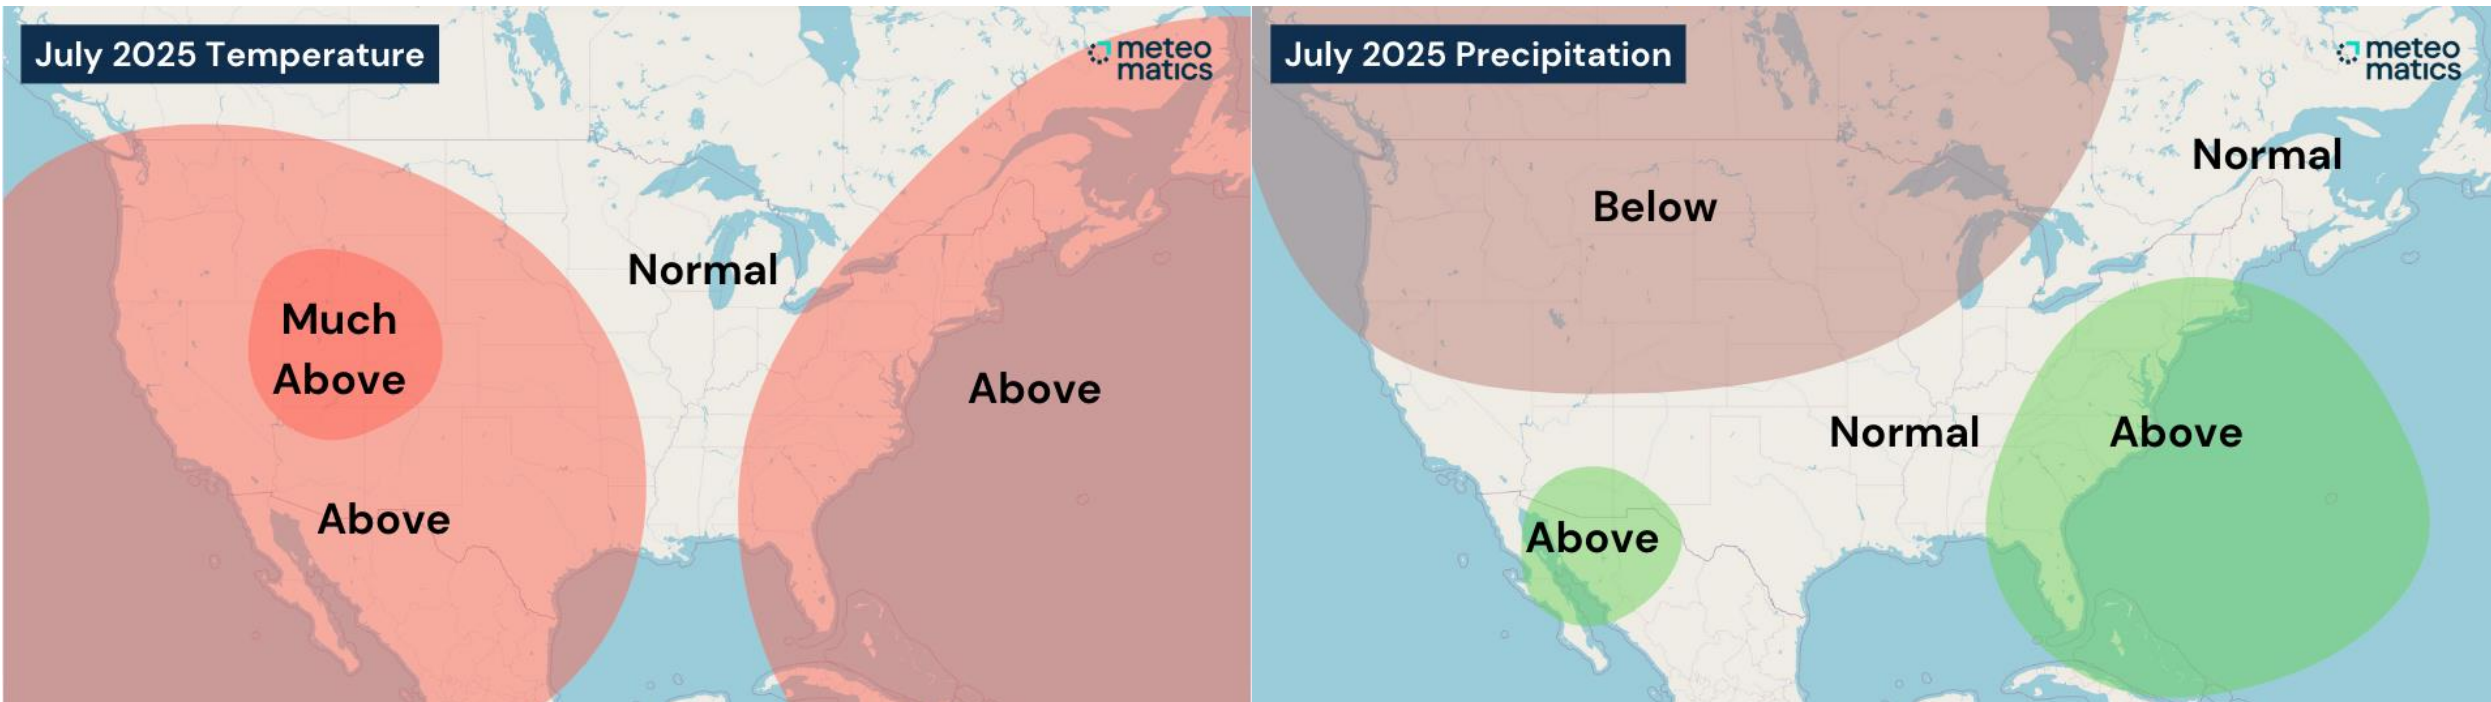 July 2025 Temperature
meteo
matics
Normal
Much
Above
Above
Above
July 2025 Precipitation
meteo
matics
Normal
Below
Normal
Above
Above